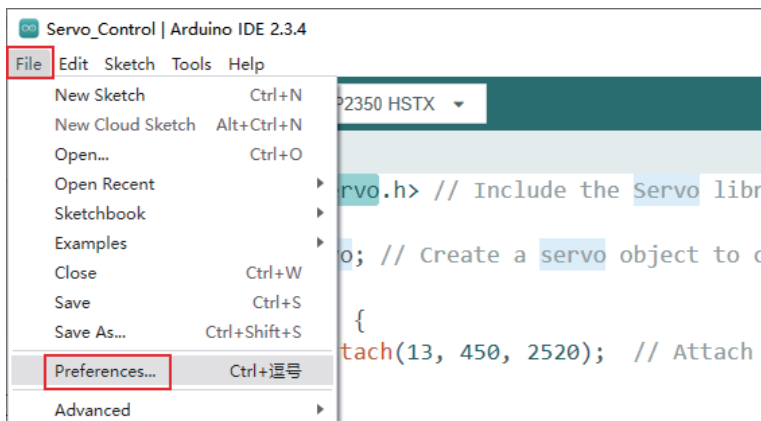 Servo_Control | Arduino IDE 2.3.4
File Edit Sketch Tools Help
New Sketch Ctrl+N
P2350 HSTX
New Cloud Sketch Alt+Ctrl+N
Open... Ctrl+O
Open Recent
rvo.h> // Include the Servo libr
Sketchbook
Examples
o; // Create a servo object to c
Close Ctrl+W
Save Ctrl+S
{
Save As... Ctrl+Shift+S
tach(13, 450, 2520); // Attach
Preferences... Ctrl+逗号
Advanced